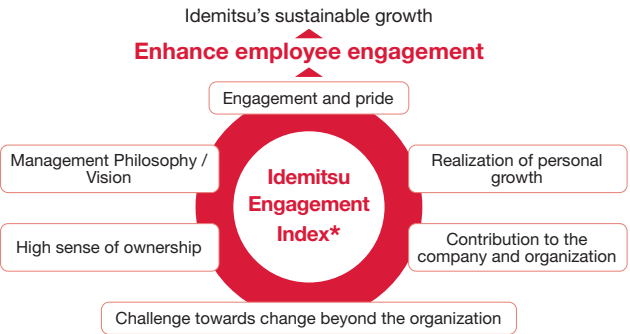 Idemitsu's sustainable growth
Enhance employee engagement
Engagement and pride
Management Philosophy /
Vision
Realization of personal
growth
Idemitsu
Engagement
Index*
High sense of ownership
Contribution to the
company and organization
Challenge towards change beyond the organization